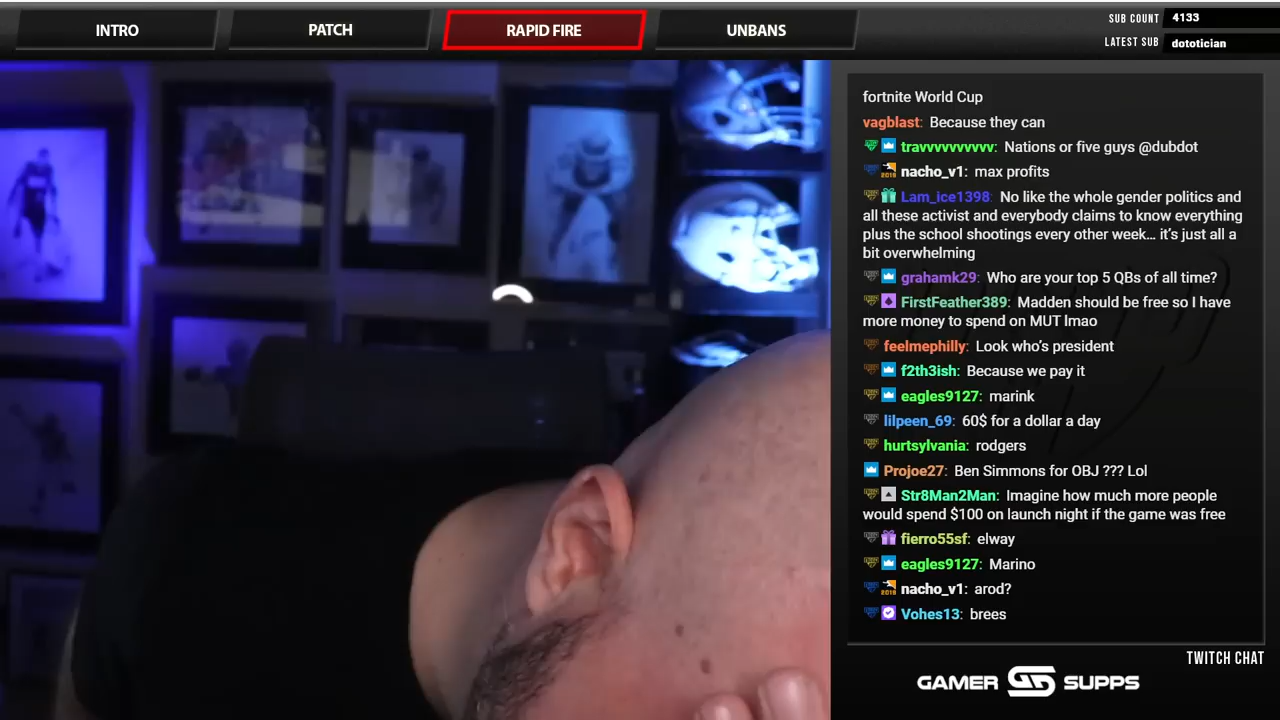 INTRO
PATCH
RAPID FIRE
UNBANS
SUB COUNT 4133
LATEST SUB dototician
fortnite World Cup
vagblast: Because they can
travvvvvvvvv: Nations or five guys @dubdot
nacho_v1: max profits
Lam_ice1398: No like the whole gender politics and
all these activist and everybody claims to know everything
plus the school shootings every other week... it's just all a
bit overwhelming
grahamk29: Who are your top 5 QBs of all time?
FirstFeather389: Madden should be free so I have
more money to spend on MUT lmao
feelmephilly: Look who's president
f2th3ish: Because we pay it
eagles9127: marink
lilpeen_69: 60$ for a dollar a day
hurtsylvania: rodgers
Projoe27: Ben Simmons for OBJ ??? Lol
Str8Man2Man: Imagine how much more people
would spend $100 on launch night if the game was free
fierro55sf: elway
eagles9127: Marino
nacho_v1: arod?
Vohes13: brees
TWITCH CHAT
GAMER SUPPS